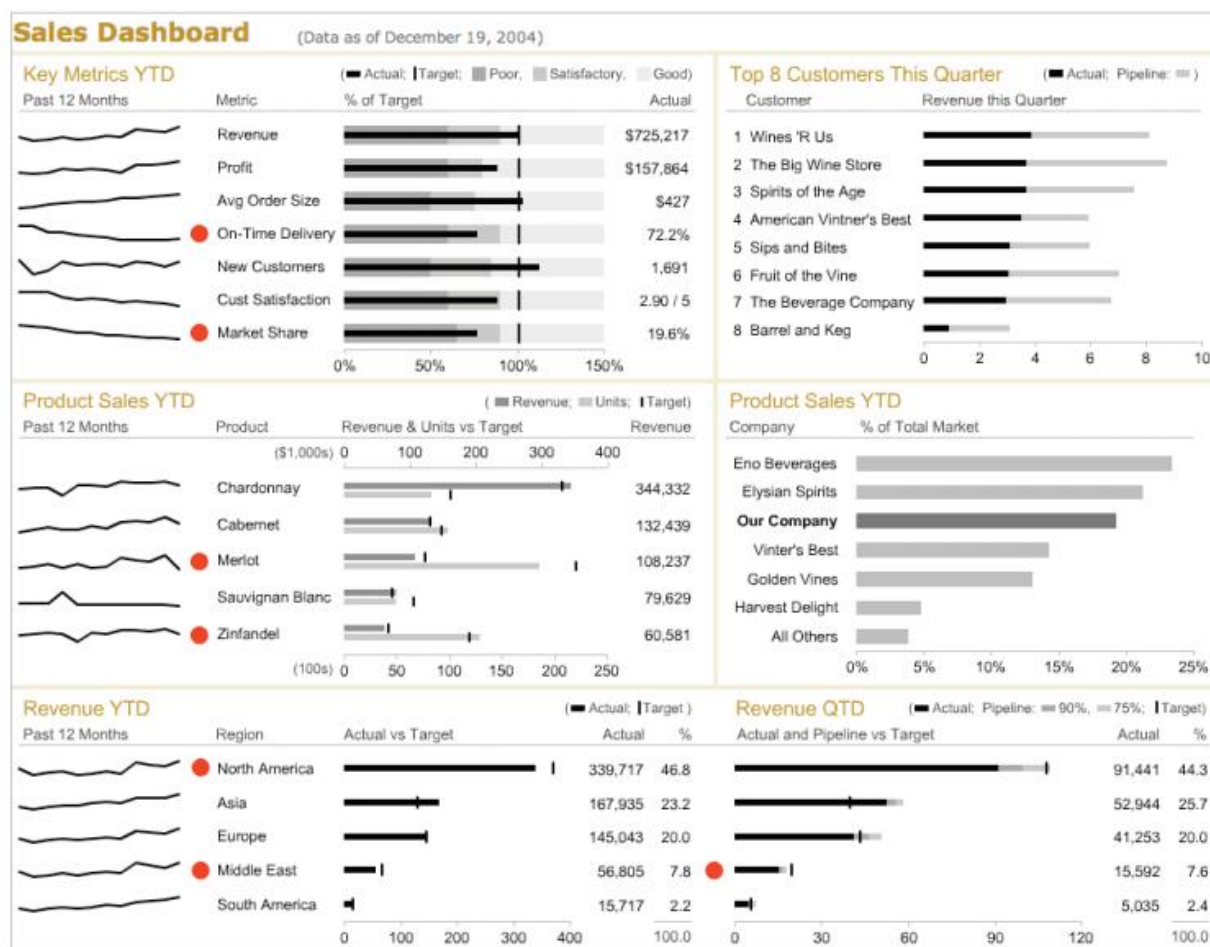 Sales Dashboard (Data as of December 19, 2004)
Key Metrics YTD (Actual; Target; Poor, Satisfactory, Good)
Past 12 Months Metric % of Target Actual
Revenue $725,217
Profit $157,864
Avg Order Size $427
On-Time Delivery 72.2%
New Customers 1,691
Cust Satisfaction 2.90 / 5
Market Share 19.6%
0% 50% 100% 150%
Top 8 Customers This Quarter (Actual; Pipeline: )
Customer Revenue this Quarter
1 Wines 'R Us
2 The Big Wine Store
3 Spirits of the Age
4 American Vintner's Best
5 Sips and Bites
6 Fruit of the Vine
7 The Beverage Company
8 Barrel and Keg
0 2 4 6 8 10
Product Sales YTD ( Revenue; Units; Target)
Past 12 Months Product Revenue & Units vs Target Revenue
($1,000s) 0 100 200 300 400
Chardonnay 344,332
Cabernet 132,439
Merlot 108,237
Sauvignan Blanc 79,629
Zinfandel 60,581
(100s) 0 50 100 150 200 250
Product Sales YTD
Company % of Total Market
Eno Beverages
Elysian Spirits
Our Company
Vinter's Best
Golden Vines
Harvest Delight
All Others
0% 5% 10% 15% 20% 25%
Revenue YTD (Actual; Target )
Past 12 Months Region Actual vs Target Actual %
North America 339,717 46.8
Asia 167,935 23.2
Europe 145,043 20.0
Middle East 56,805 7.8
South America 15,717 2.2
0 100 200 300 400 100.0
Revenue QTD (Actual; Pipeline: 90%, 75%; Target)
Actual and Pipeline vs Target Actual %
91,441 44.3
52,944 25.7
41,253 20.0
15,592 7.6
5,035 2.4
0 30 60 90 120 100.0